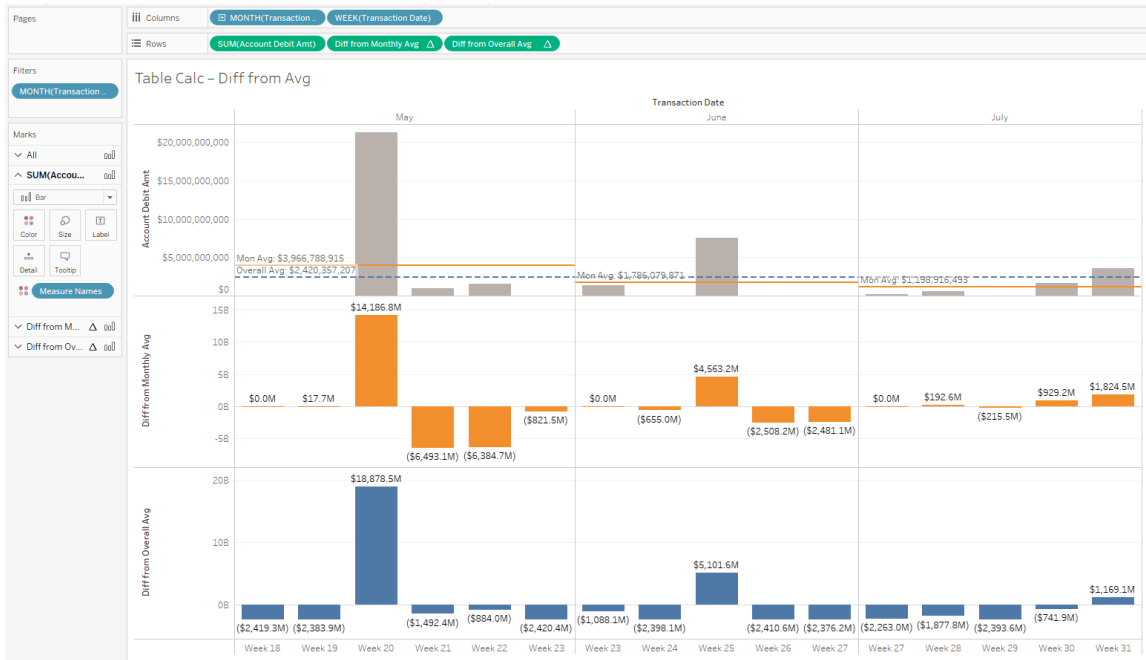 Pages
Columns
MONTH(Transaction ..
WEEK(Transaction Date)
Rows
SUM(Account Debit Amt)
Diff from Monthly Avg
Diff from Overall Avg
Filters
MONTH(Transaction ..
Marks
All
SUM(Accou...
Bar
Color
Size
Label
Detail
Tooltip
Measure Names
Diff from M...
Diff from Ov...
Table Calc – Diff from Avg
Transaction Date
May
June
July
Account Debit Amt
$20,000,000,000
$15,000,000,000
$10,000,000,000
$5,000,000,000
$0
Mon Avg: $3,966,788,915
Overall Avg: $2,420,357,207
Mon Avg: $1,786,079,871
Mon Avg: $1,198,916,493
Diff from Monthly Avg
15B
10B
5B
0B
-5B
$0.0M
$17.7M
$14,186.8M
($6,493.1M)
($6,384.7M)
($821.5M)
$0.0M
($655.0M)
$4,563.2M
($2,508.2M)
($2,481.1M)
$0.0M
$192.6M
($215.5M)
$929.2M
$1,824.5M
Diff from Overall Avg
20B
10B
0B
($2,419.3M)
($2,383.9M)
$18,878.5M
($1,492.4M)
($884.0M)
($2,420.4M)
($1,088.1M)
($2,398.1M)
$5,101.6M
($2,410.6M)
($2,376.2M)
($2,263.0M)
($1,877.8M)
($2,393.6M)
($741.9M)
$1,169.1M
Week 18
Week 19
Week 20
Week 21
Week 22
Week 23
Week 23
Week 24
Week 25
Week 26
Week 27
Week 27
Week 28
Week 29
Week 30
Week 31